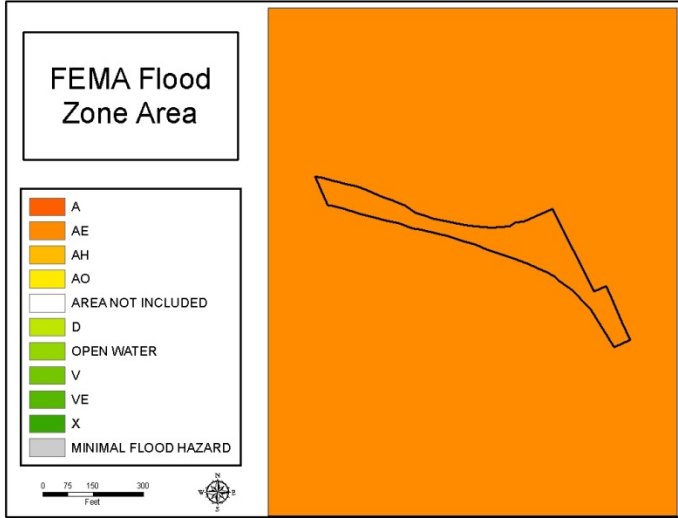 FEMA Flood
Zone Area
A
AE
AH
AO
AREA NOT INCLUDED
D
OPEN WATER
V
VE
X
MINIMAL FLOOD HAZARD
0 75 150 300
Feet
N
W E
S